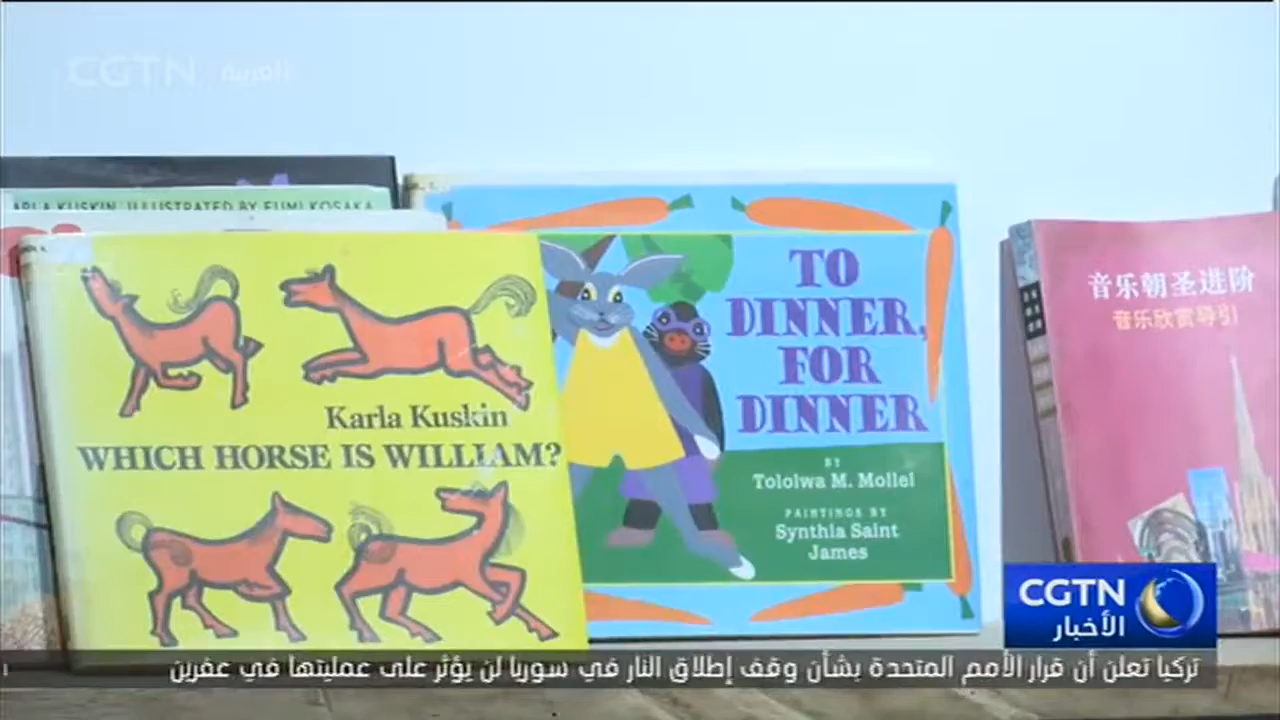 CGTN العربية
ARLA KUSKIN ILLUSTRATED BY FUMI KOSAKA
Karla Kuskin
WHICH HORSE IS WILLIAM?
TO
DINNER,
FOR
DINNER
BY
Tololwa M. Mollel
PAINTINGS BY
Synthia Saint
James
音乐朝圣进阶
音乐欣赏导引
CGTN
الأخبار
تركيا تعلن أن قرار الأمم المتحدة بشأن وقف إطلاق النار في سوريا لن يؤثر على عمليتها في عفرين